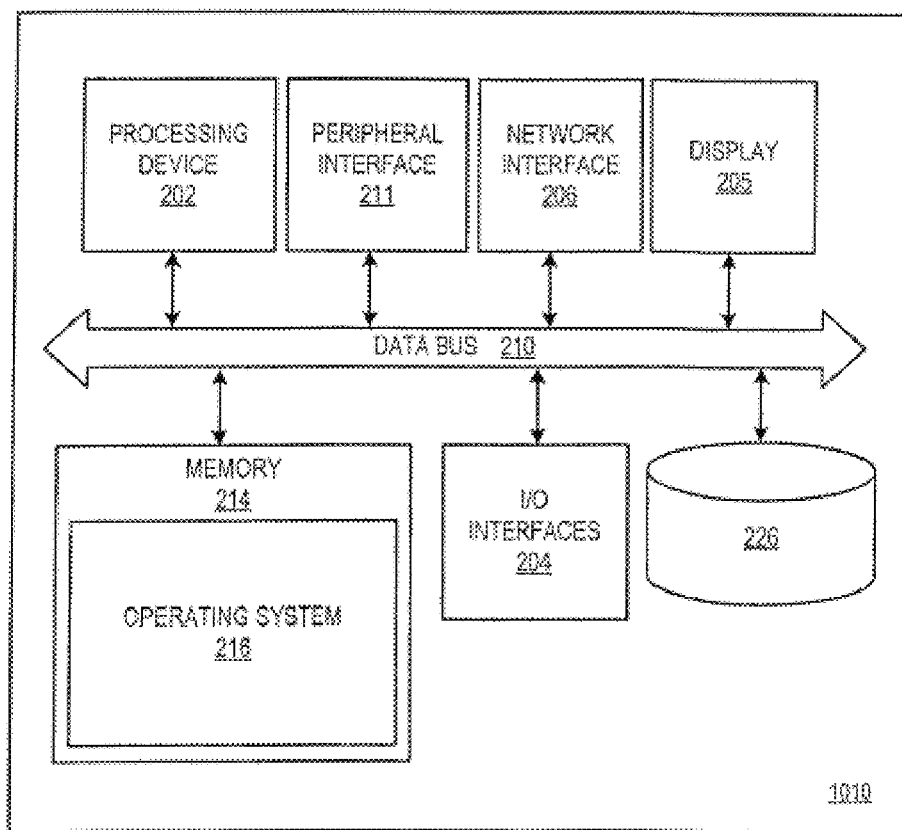 PROCESSING
DEVICE
202
PERIPHERAL
INTERFACE
211
NETWORK
INTERFACE
206
DISPLAY
205
DATA BUS 210
MEMORY
214
OPERATING SYSTEM
216
I/O
INTERFACES
204
226
1010